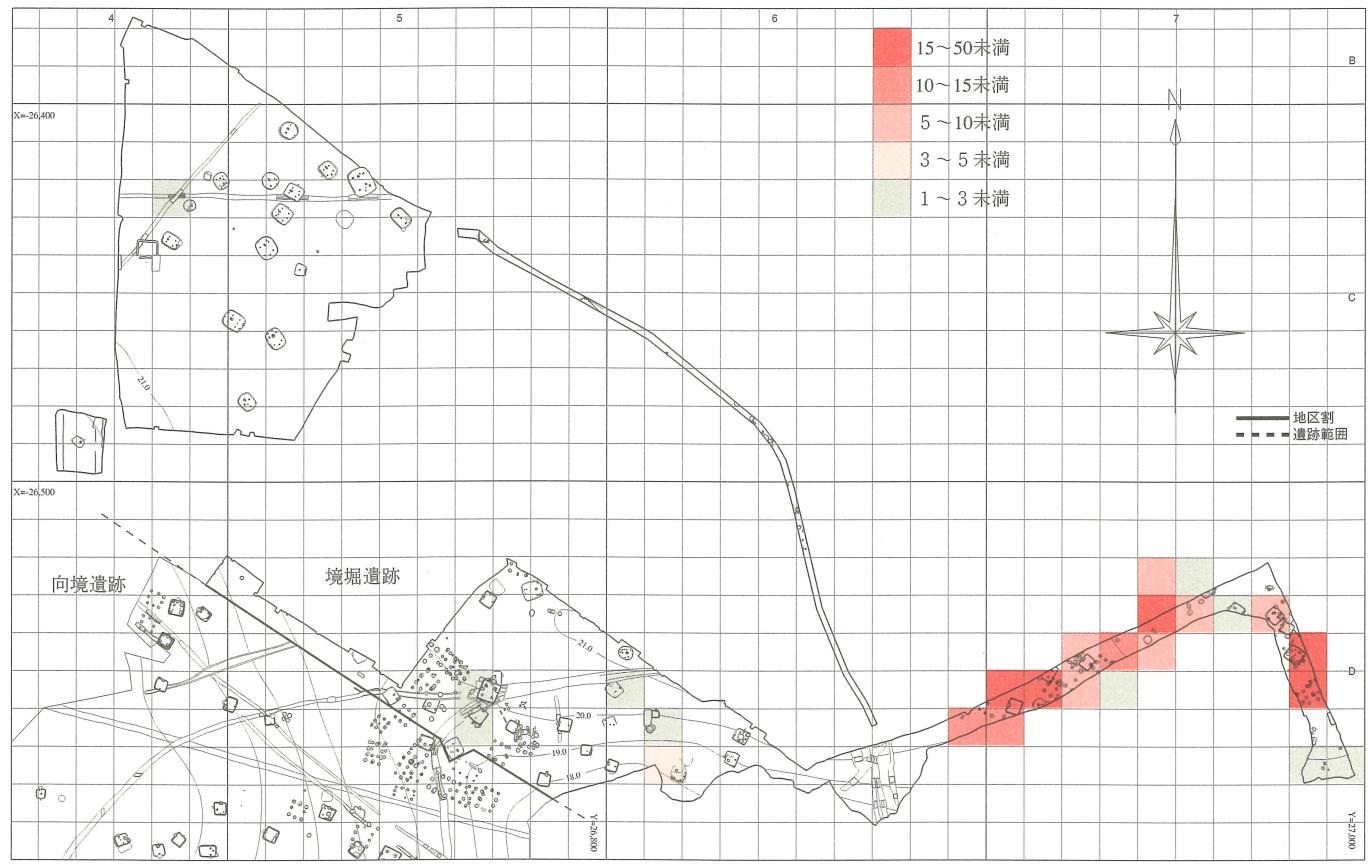 4
5
6
7
B
C
D
15～50未満
10～15未満
5～10未満
3～5未満
1～3未満
N
X=-26,400
X=-26,500
Y=26,800
Y=27,000
地区割
遺跡範囲
向境遺跡
境堀遺跡
21.0
21.0
20.0
19.0
18.0